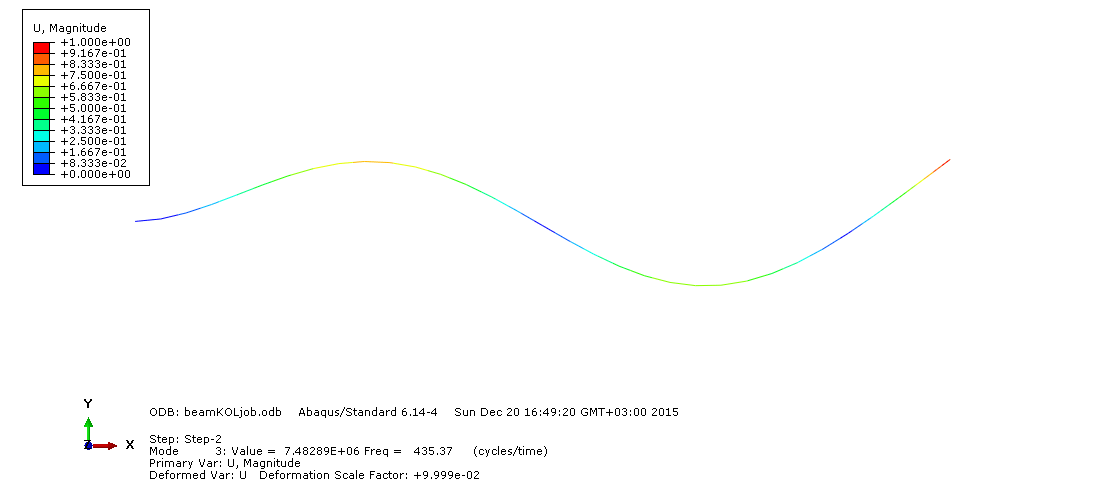 U, Magnitude
+1.000e+00
+9.167e-01
+8.333e-01
+7.500e-01
+6.667e-01
+5.833e-01
+5.000e-01
+4.167e-01
+3.333e-01
+2.500e-01
+1.667e-01
+8.333e-02
+0.000e+00
Y
X
Z
ODB: beamKOLjob.odb Abaqus/Standard 6.14-4 Sun Dec 20 16:49:20 GMT+03:00 2015
Step: Step-2
Mode 3: Value = 7.48289E+06 Freq = 435.37 (cycles/time)
Primary Var: U, Magnitude
Deformed Var: U Deformation Scale Factor: +9.999e-02